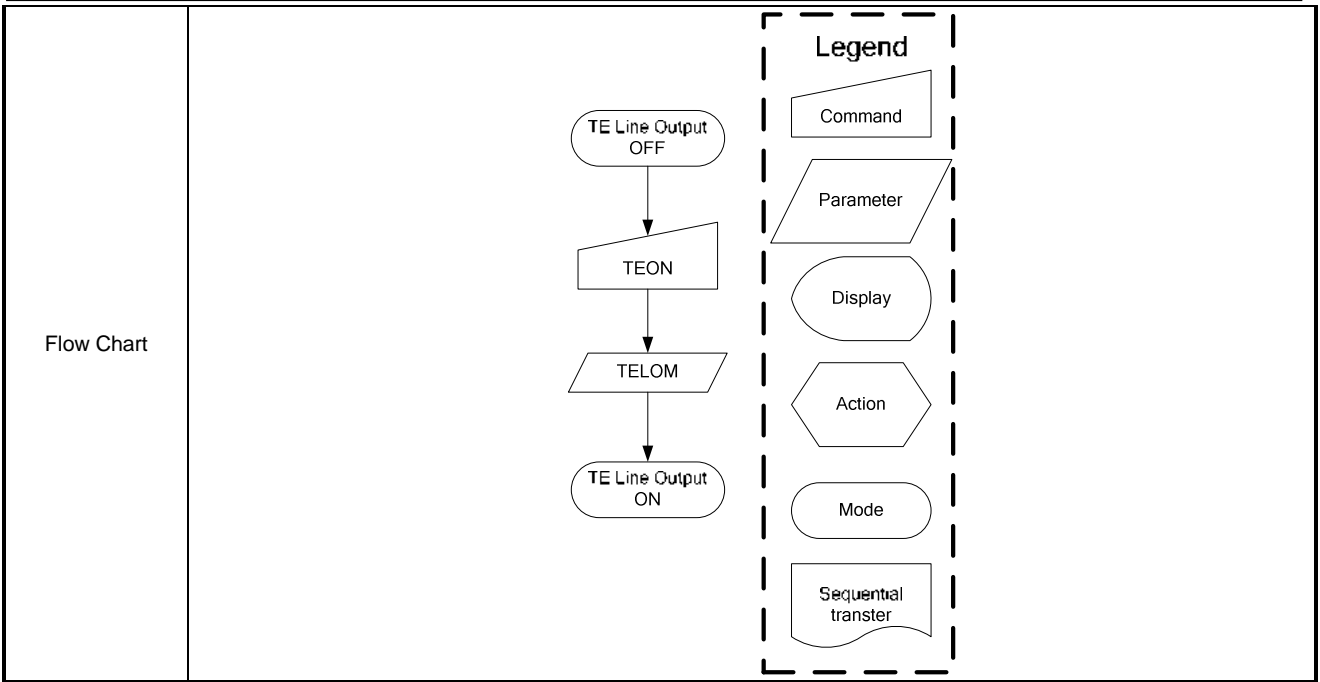 Flow Chart
TE Line Output
OFF
TEON
TELOM
TE Line Output
ON
Legend
Command
Parameter
Display
Action
Mode
Sequential
transter